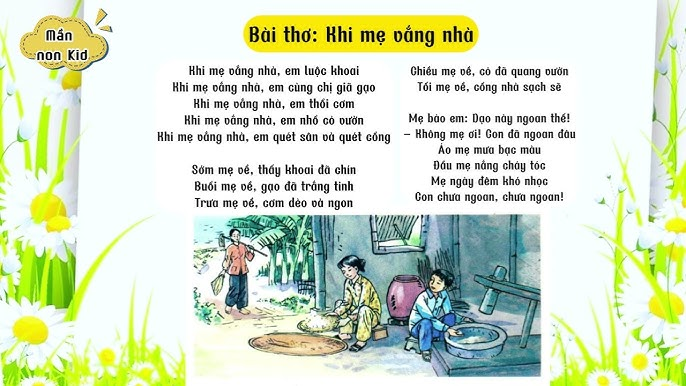 Mầm
non Kid
Bài thơ: Khi mẹ vắng nhà
Khi mẹ vắng nhà, em luộc khoai
Khi mẹ vắng nhà, em cùng chị giã gạo
Khi mẹ vắng nhà, em thổi cơm
Khi mẹ vắng nhà, em nhổ cỏ vườn
Khi mẹ vắng nhà, em quét sân và quét cổng
Sớm mẹ về, thấy khoai đã chín
Buổi mẹ về, gạo đã trắng tinh
Trưa mẹ về, cơm dẻo và ngon
Chiều mẹ về, cỏ đã quang vườn
Tối mẹ về, cổng nhà sạch sẽ
Mẹ bảo em: Dạo này ngoan thế!
– Không mẹ ơi! Con đã ngoan đâu
Áo mẹ mưa bạc màu
Đầu mẹ nắng cháy tóc
Mẹ ngày đêm khó nhọc
Con chưa ngoan, chưa ngoan!